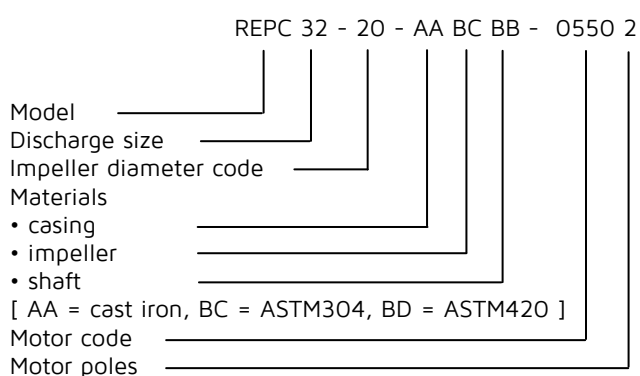 REPC 32 - 20 - AA BC BB - 0550 2
Model
Discharge size
Impeller diameter code
Materials
• casing
• impeller
• shaft
[ AA = cast iron, BC = ASTM304, BD = ASTM420 ]
Motor code
Motor poles